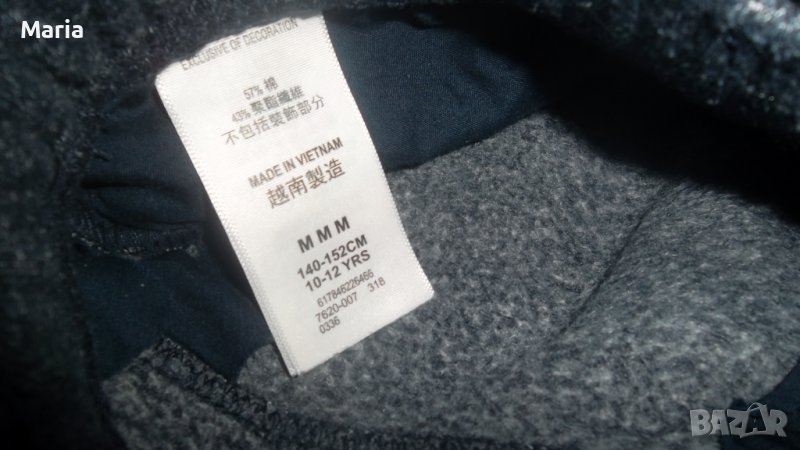 Maria
EXCLUSIVE OF DECORATION
57% 棉
43% 聚酯纖維
不包括裝飾部分
MADE IN VIETNAM
越南製造
M M M
140-152CM
10-12 YRS
617846226466
7620-007 318
0336
BAZAR